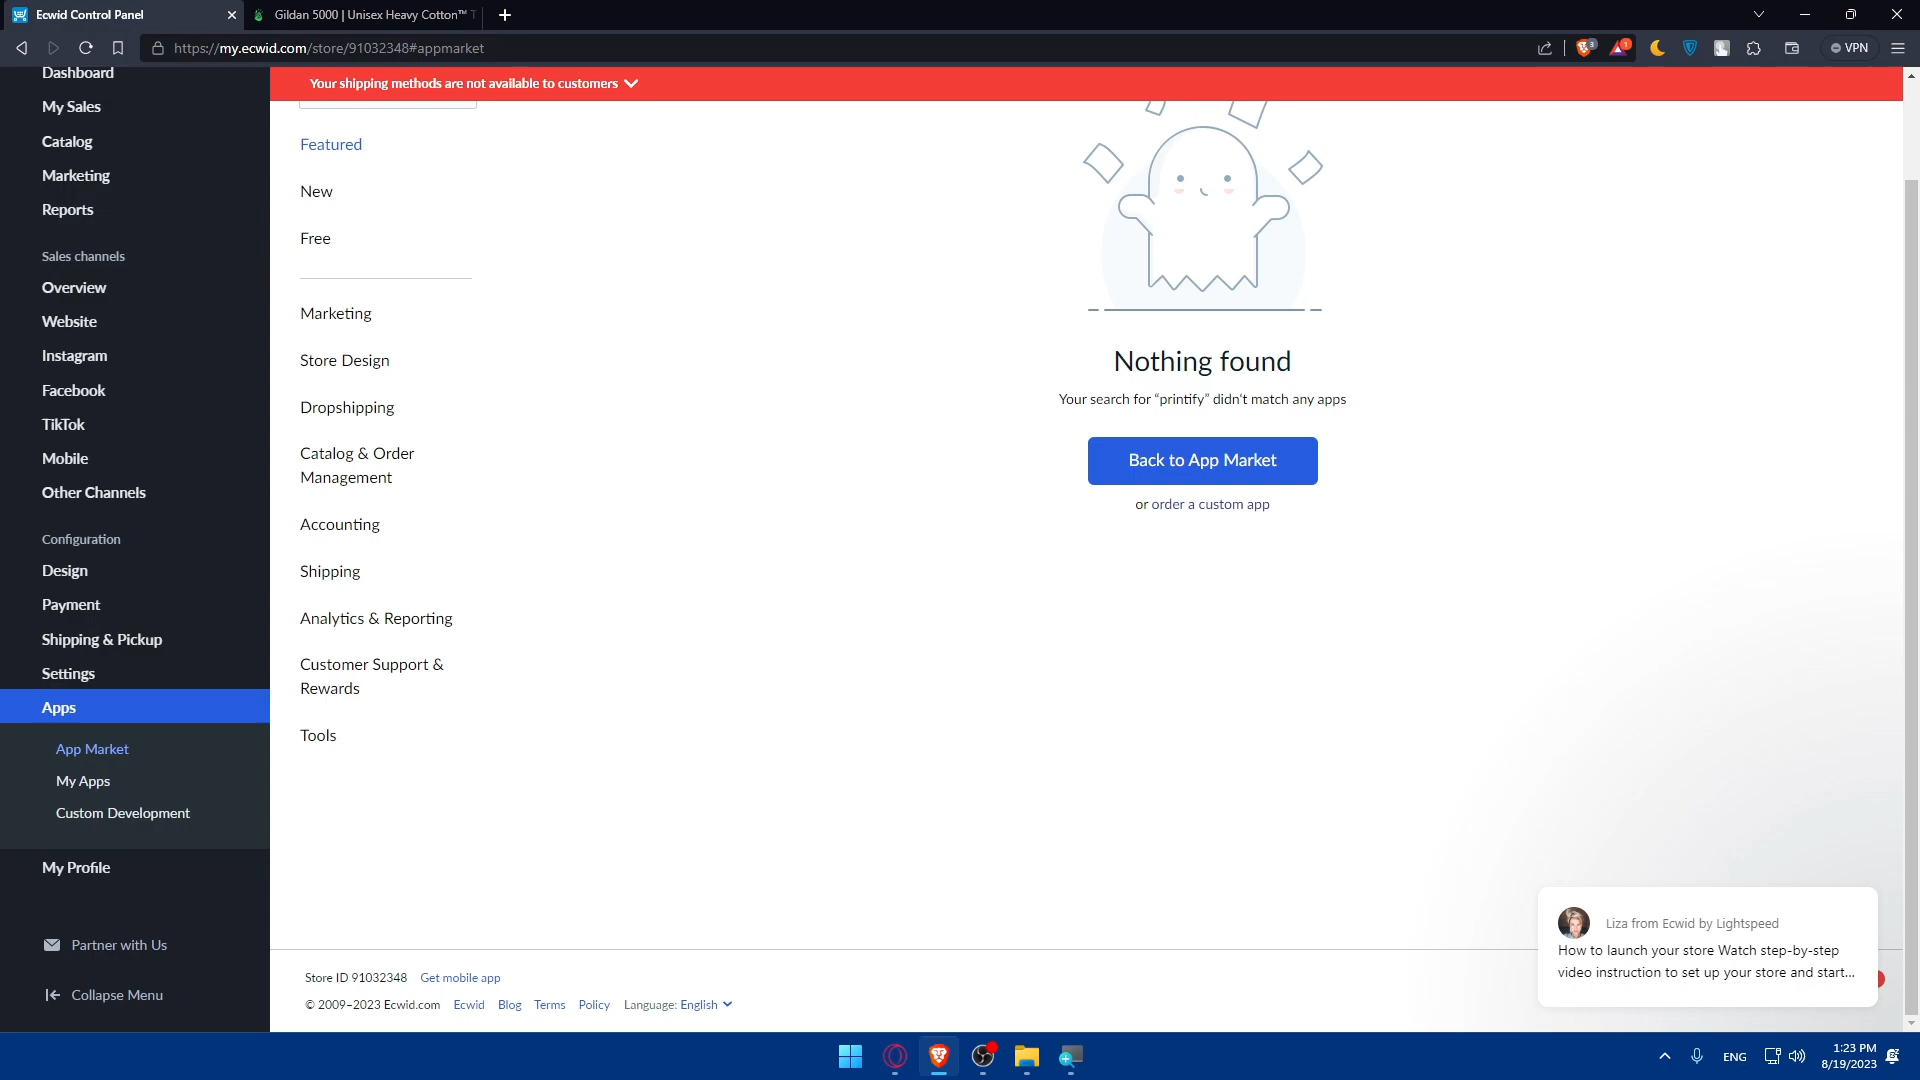 Ecwid Control Panel
Gildan 5000 | Unisex Heavy Cotton™ T
https://my.ecwid.com/store/91032348#appmarket
3
1
VPN
Dashboard
My Sales
Catalog
Marketing
Reports
Sales channels
Overview
Website
Instagram
Facebook
TikTok
Mobile
Other Channels
Configuration
Design
Payment
Shipping & Pickup
Settings
Apps
App Market
My Apps
Custom Development
My Profile
Partner with Us
Collapse Menu
Your shipping methods are not available to customers
Featured
New
Free
Marketing
Store Design
Dropshipping
Catalog & Order
Management
Accounting
Shipping
Analytics & Reporting
Customer Support &
Rewards
Tools
Nothing found
Your search for “printify” didn't match any apps
Back to App Market
or order a custom app
Liza from Ecwid by Lightspeed
How to launch your store Watch step-by-step
video instruction to set up your store and start...
Store ID 91032348 Get mobile app
© 2009–2023 Ecwid.com Ecwid Blog Terms Policy Language: English
ENG
1:23 PM
8/19/2023